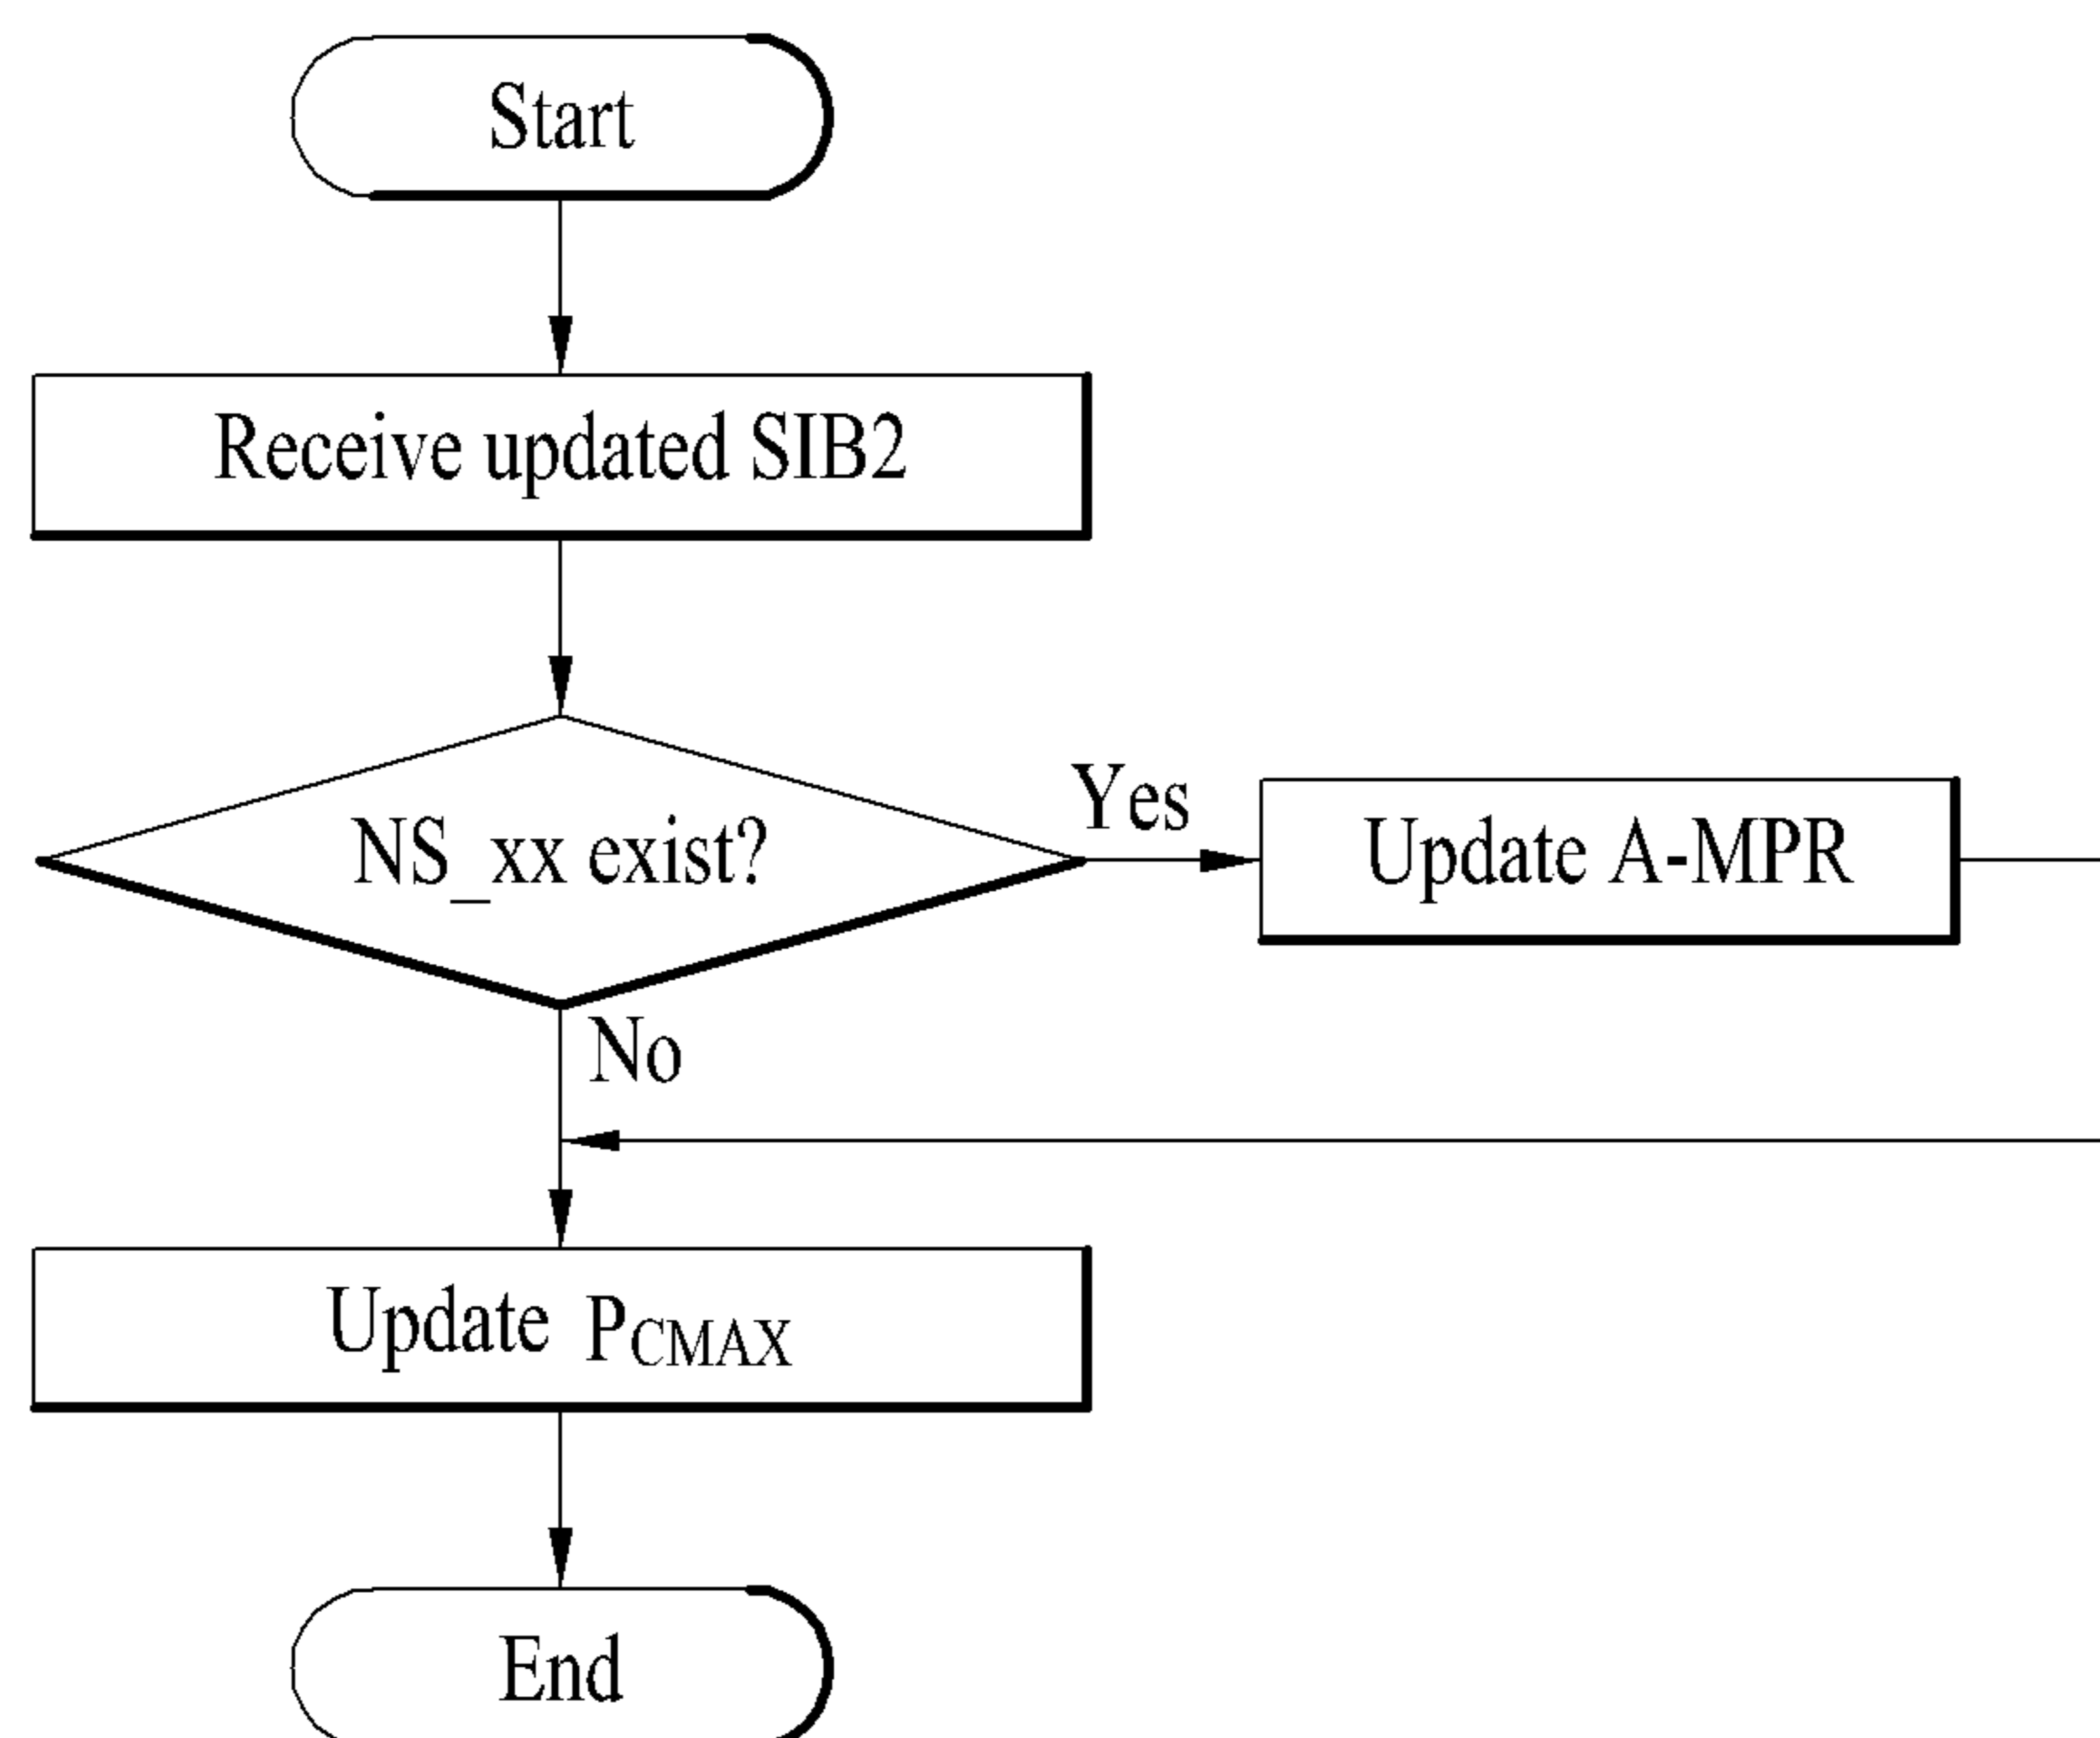 Start
Receive updated SIB2
NS_xx exist?
Yes
Update A-MPR
No
Update PCMAX
End